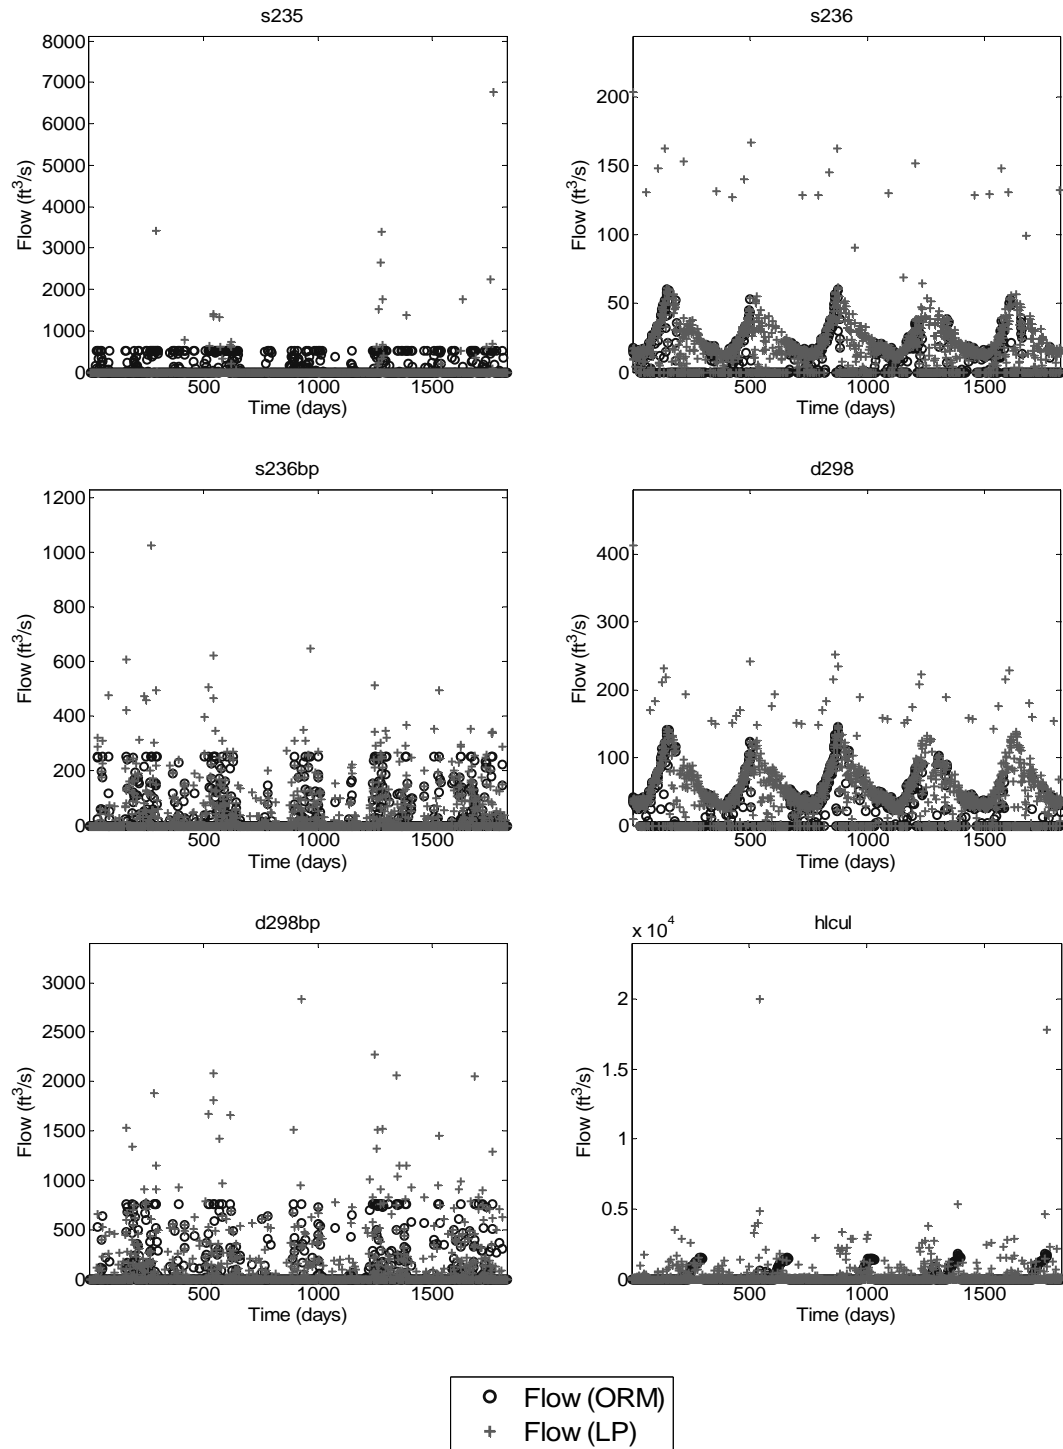 s235
8000
7000
6000
5000
4000
3000
2000
1000
0
500
1000
1500
Flow (ft³/s)
Time (days)
s236
200
150
100
50
0
500
1000
1500
Flow (ft³/s)
Time (days)
s236bp
1200
1000
800
600
400
200
0
500
1000
1500
Flow (ft³/s)
Time (days)
d298
400
300
200
100
0
500
1000
1500
Flow (ft³/s)
Time (days)
d298bp
3000
2500
2000
1500
1000
500
0
500
1000
1500
Flow (ft³/s)
Time (days)
hlcul
x 10⁴
2
1.5
1
0.5
0
500
1000
1500
Flow (ft³/s)
Time (days)
Flow (ORM)
Flow (LP)